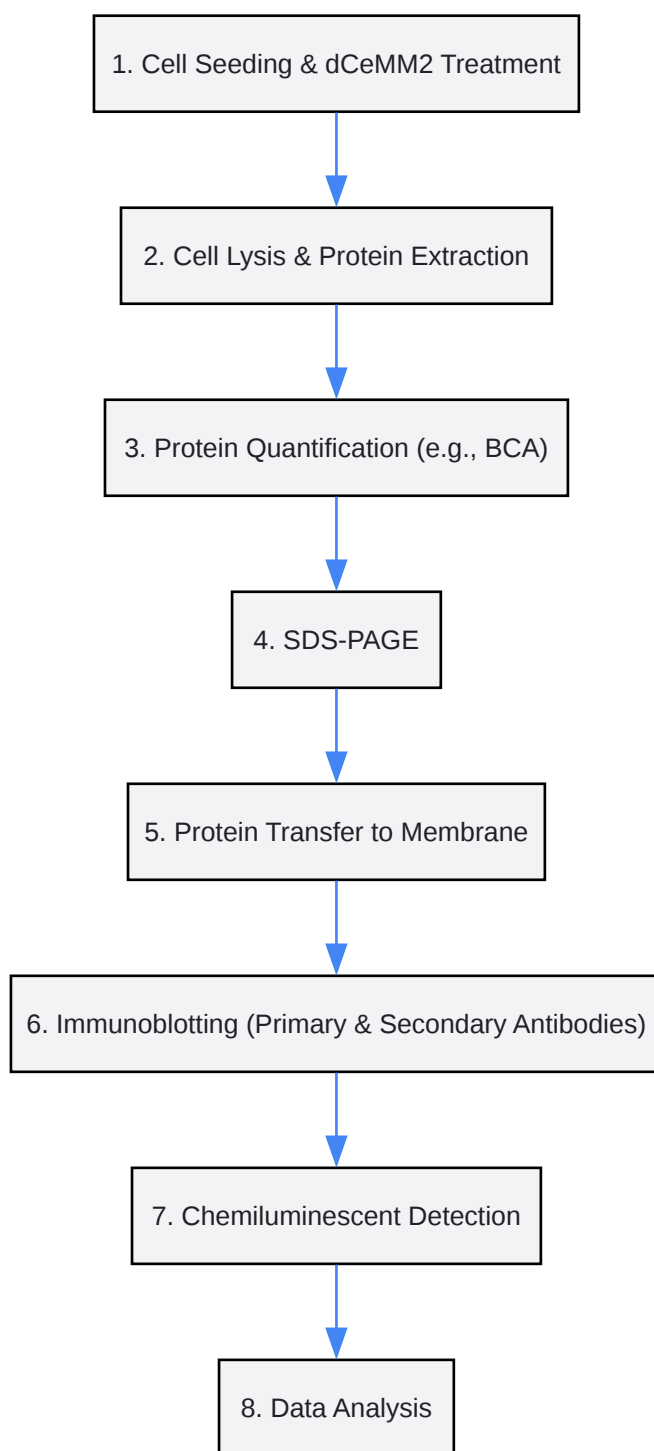 1. Cell Seeding & dCeMM2 Treatment
2. Cell Lysis & Protein Extraction
3. Protein Quantification (e.g., BCA)
4. SDS-PAGE
5. Protein Transfer to Membrane
6. Immunoblotting (Primary & Secondary Antibodies)
7. Chemiluminescent Detection
8. Data Analysis